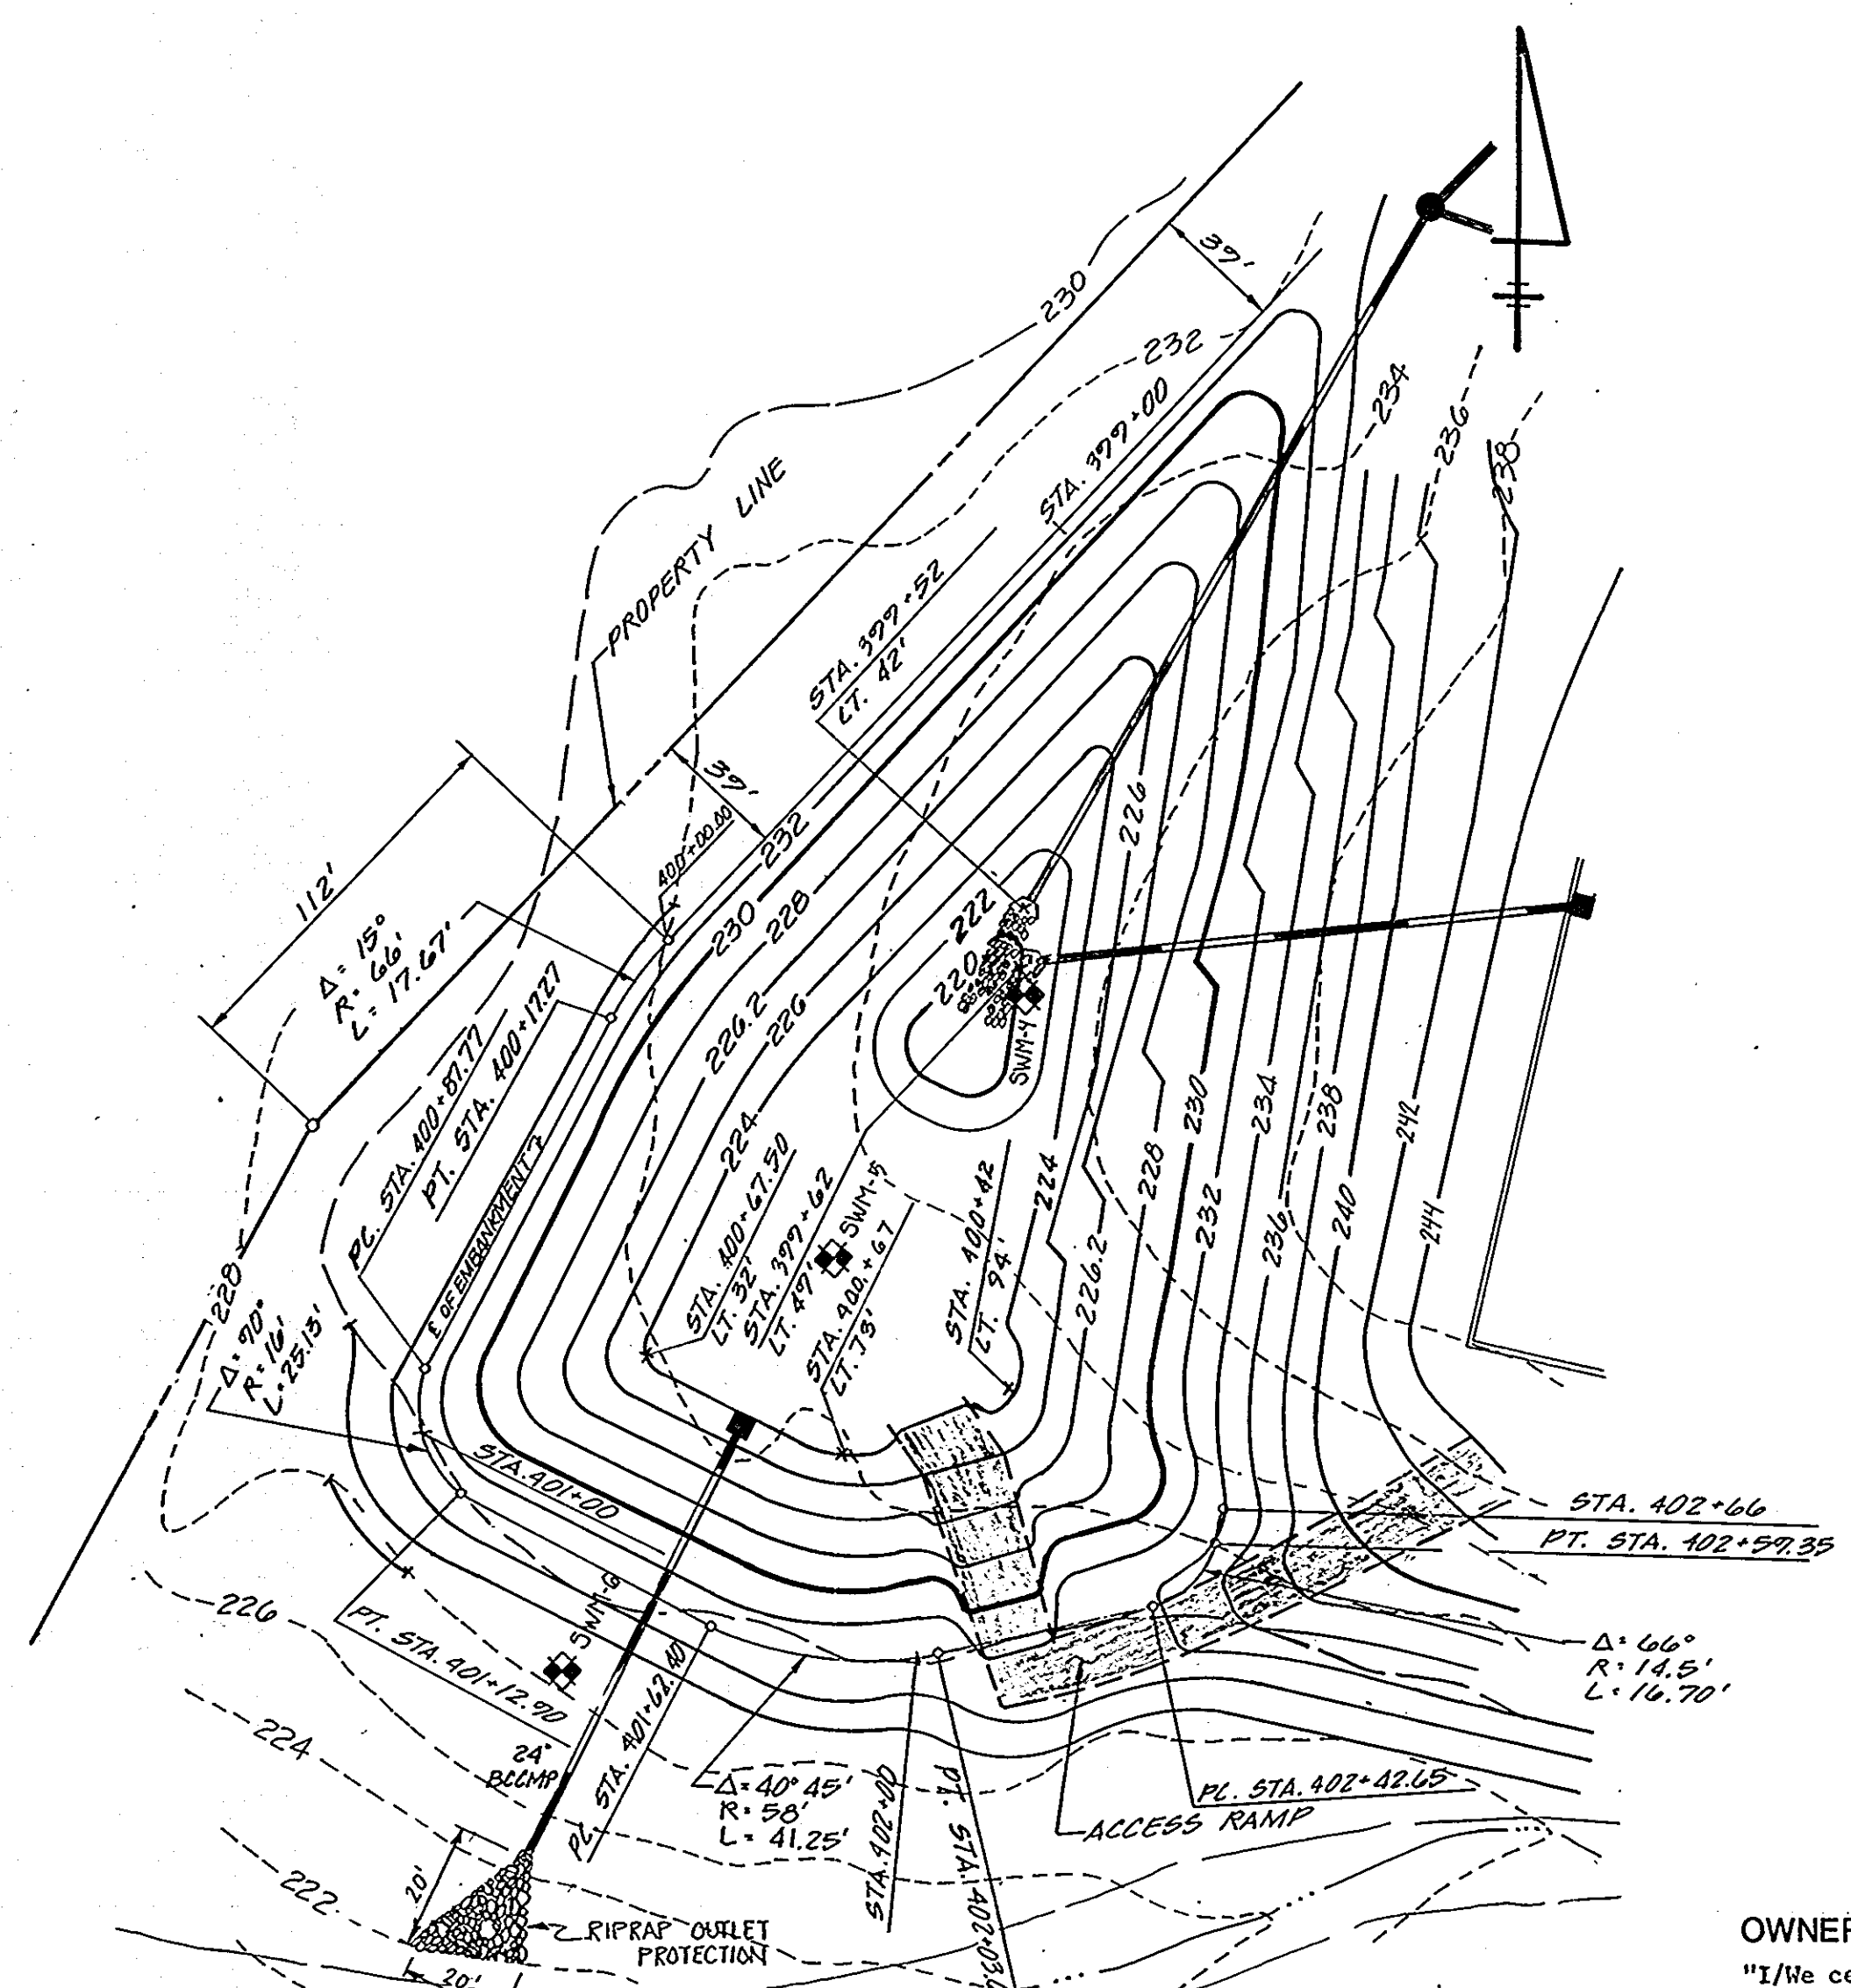 39'
230
232
234
236
238
STA. 399+00
PROPERTY LINE
STA. 399+52
LT. 42'
39'
400+00.00
232
112'
Δ= 15°
R= 66'
L= 17.67'
230
228
226
222
220
SWM-4
226.2
226
224
PC. STA. 400+87.77
PT. STA. 400+17.27
℄ OF EMBANKMENT
228
Δ= 90°
R= 16'
L= 25.13'
STA. 400+67.50
LT. 32'
STA. 399+62
LT. 47'
SWM-5
STA. 400+67
LT. 73'
STA. 400+42
LT. 94'
224
226.2
228
230
232
234
236
238
240
242
244
STA. 401+00
STA. 402+66
PT. STA. 402+59.35
226
PT. STA. 401+12.90
SWM-6
PC. STA. 401+62.40
Δ= 66°
R= 14.5'
L= 16.70'
224
24"
BCCMP
Δ= 40° 45'
R= 58'
L= 41.25'
STA. 402+00
PT. STA. 402+03.
PC. STA. 402+42.65
ACCESS RAMP
222
20'
RIPRAP OUTLET
PROTECTION
20'
OWNER
"I/We ce